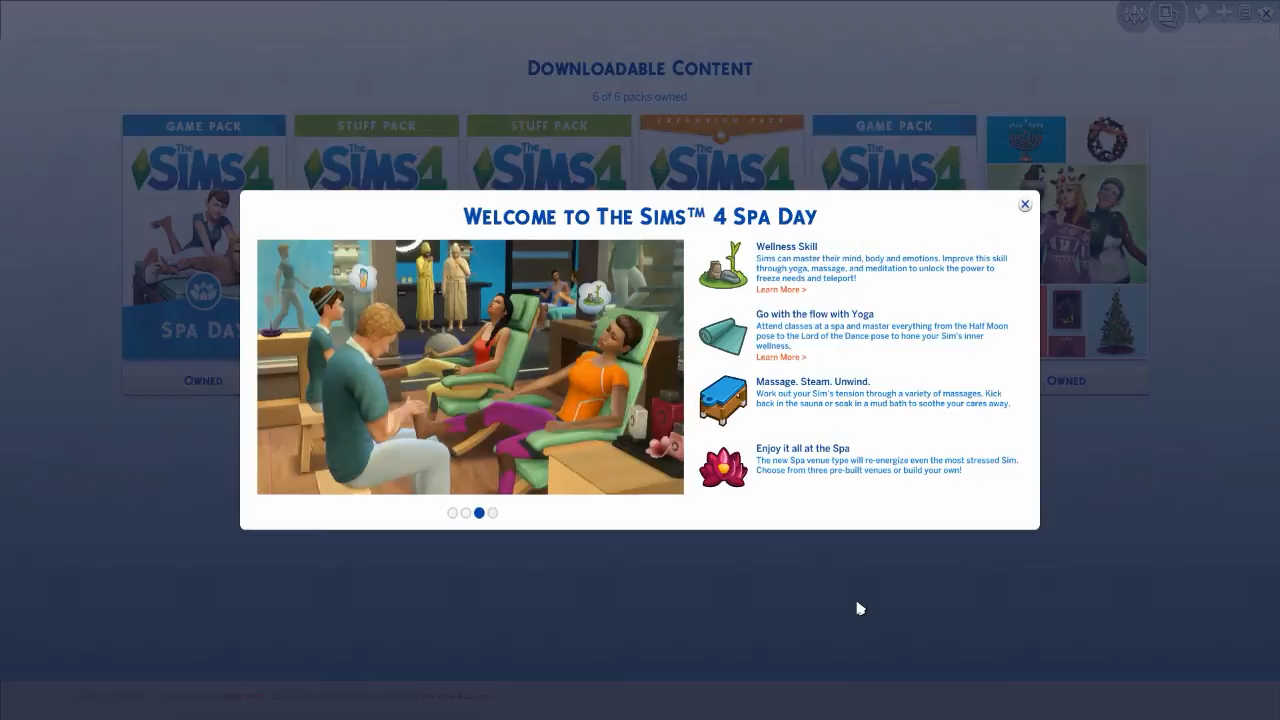 DOWNLOADABLE CONTENT
6 of 6 packs owned
GAME PACK
STUFF PACK
STUFF PACK
EXPANSION PACK
GAME PACK
The SIMS 4
The SIMS 4
The SIMS 4
The SIMS 4
The SIMS 4
SPA DA
OWNED
OWNED
WELCOME TO THE SIMS™ 4 SPA DAY
Wellness Skill
Sims can master their mind, body and emotions. Improve this skill
through yoga, massage, and meditation to unlock the power to
freeze needs and teleport!
Learn More >
Go with the flow with Yoga
Attend classes at a spa and master everything from the Half Moon
pose to the Lord of the Dance pose to hone your Sim's inner
wellness.
Learn More >
Massage. Steam. Unwind.
Work out your Sim's tension through a variety of massages. Kick
back in the sauna or soak in a mud bath to soothe your cares away.
Enjoy it all at the Spa
The new Spa venue type will re-energize even the most stressed Sim.
Choose from three pre-built venues or build your own!